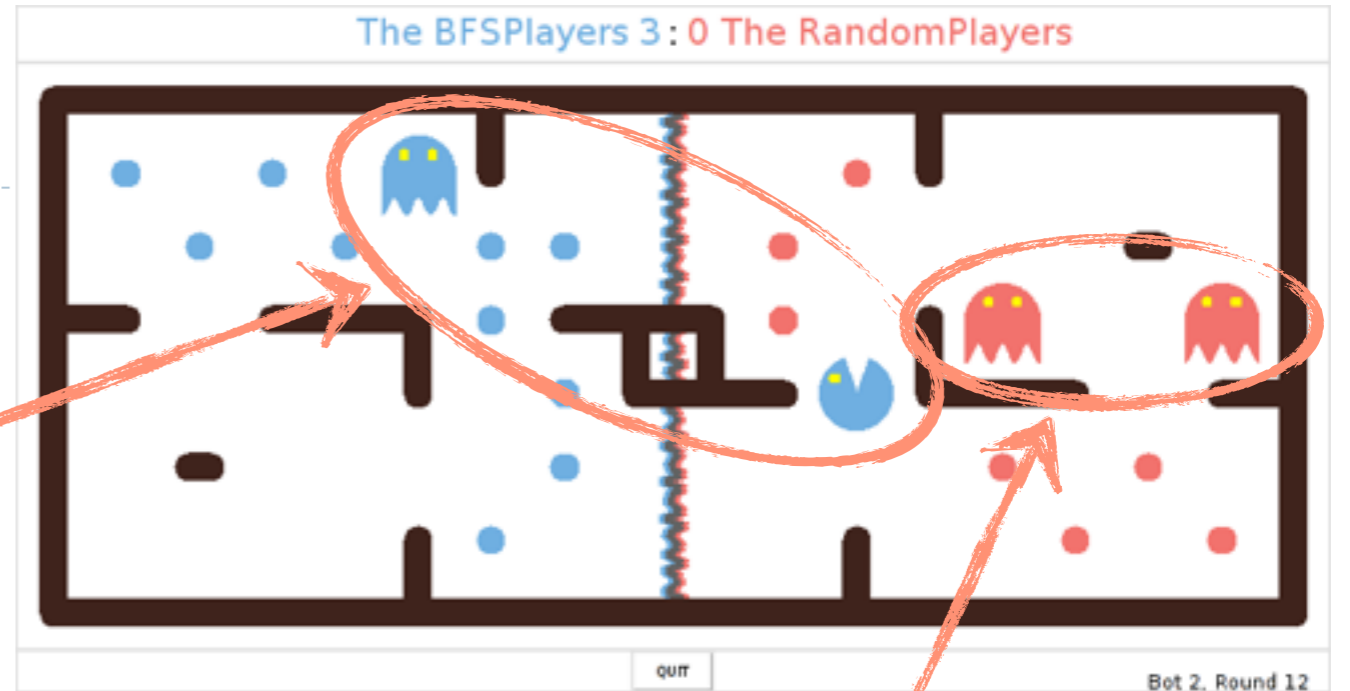 The BFSPlayers 3 : 0 The RandomPlayers
QUIT
Bot 2, Round 12